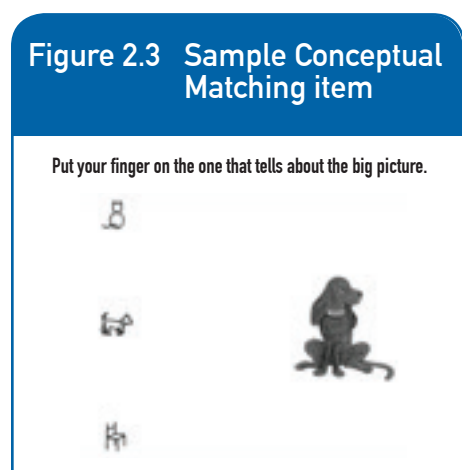 Figure 2.3 Sample Conceptual
Matching item
Put your finger on the one that tells about the big picture.